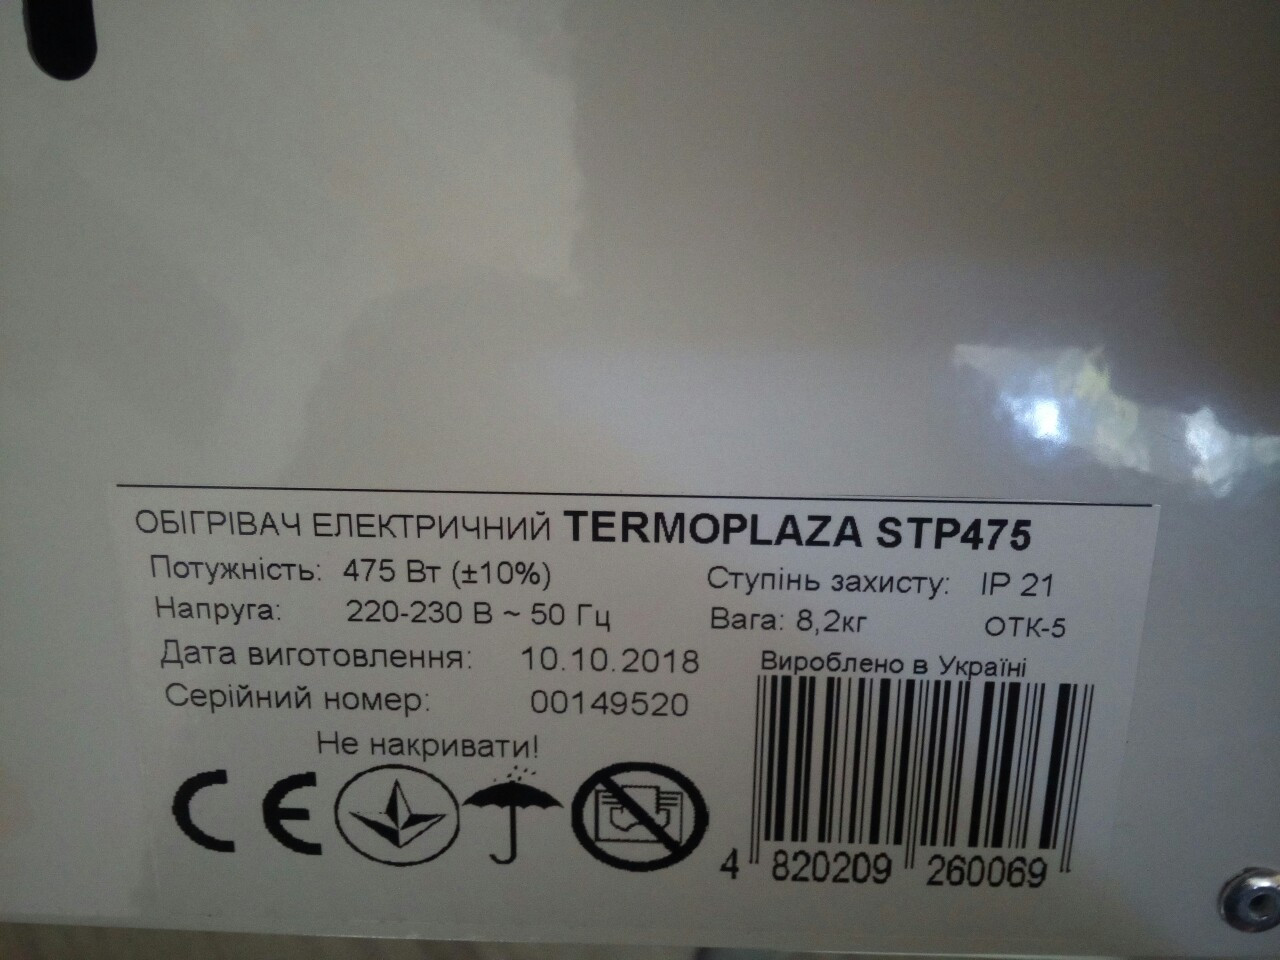 ОБІГРІВАЧ ЕЛЕКТРИЧНИЙ TERMOPLAZA STP475
Потужність: 475 Вт (±10%) Ступінь захисту: IP 21
Напруга: 220-230 В ~ 50 Гц Вага: 8,2кг ОТК-5
Дата виготовлення: 10.10.2018 Вироблено в Україні
Серійний номер: 00149520
Не накривати!
CE
4 820209 260069